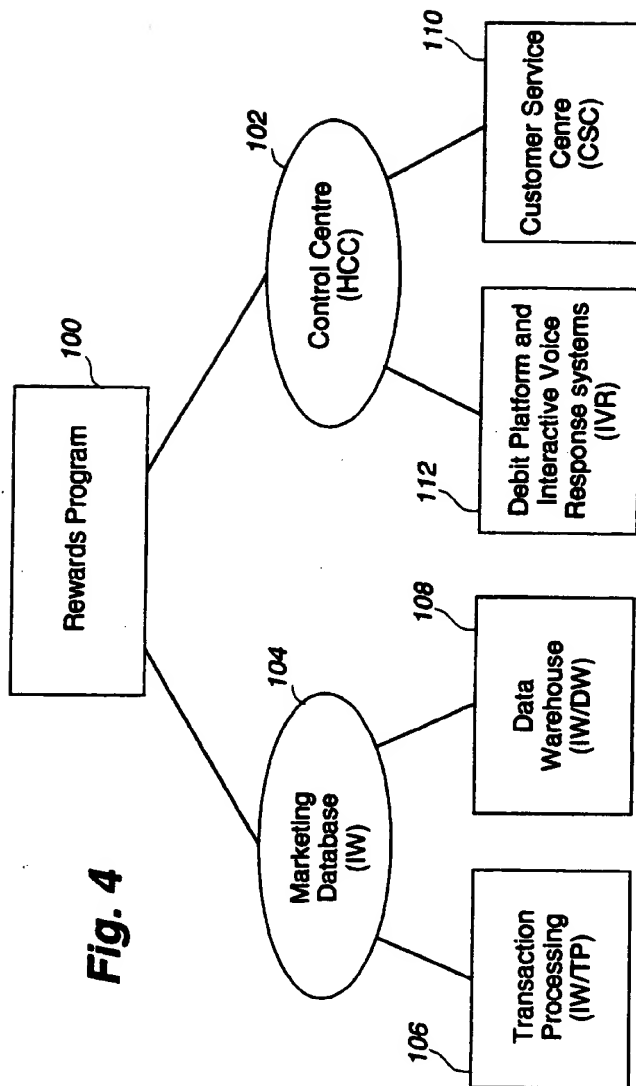 Fig. 4
100
Rewards Program
104
Marketing
Database
(IW)
102
Control Centre
(HCC)
106
Transaction
Processing
(IW/TP)
108
Data
Warehouse
(IW/DW)
112
Debit Platform and
Interactive Voice
Response systems
(IVR)
110
Customer Service
Cenre
(CSC)